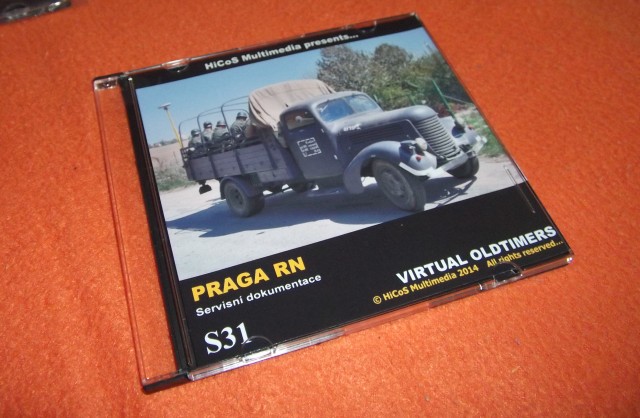 HiCoS Multimedia presents...
PRAGA RN
Servisní dokumentace
VIRTUAL OLDTIMERS
© HiCoS Multimedia 2014 All rights reserved...
S31